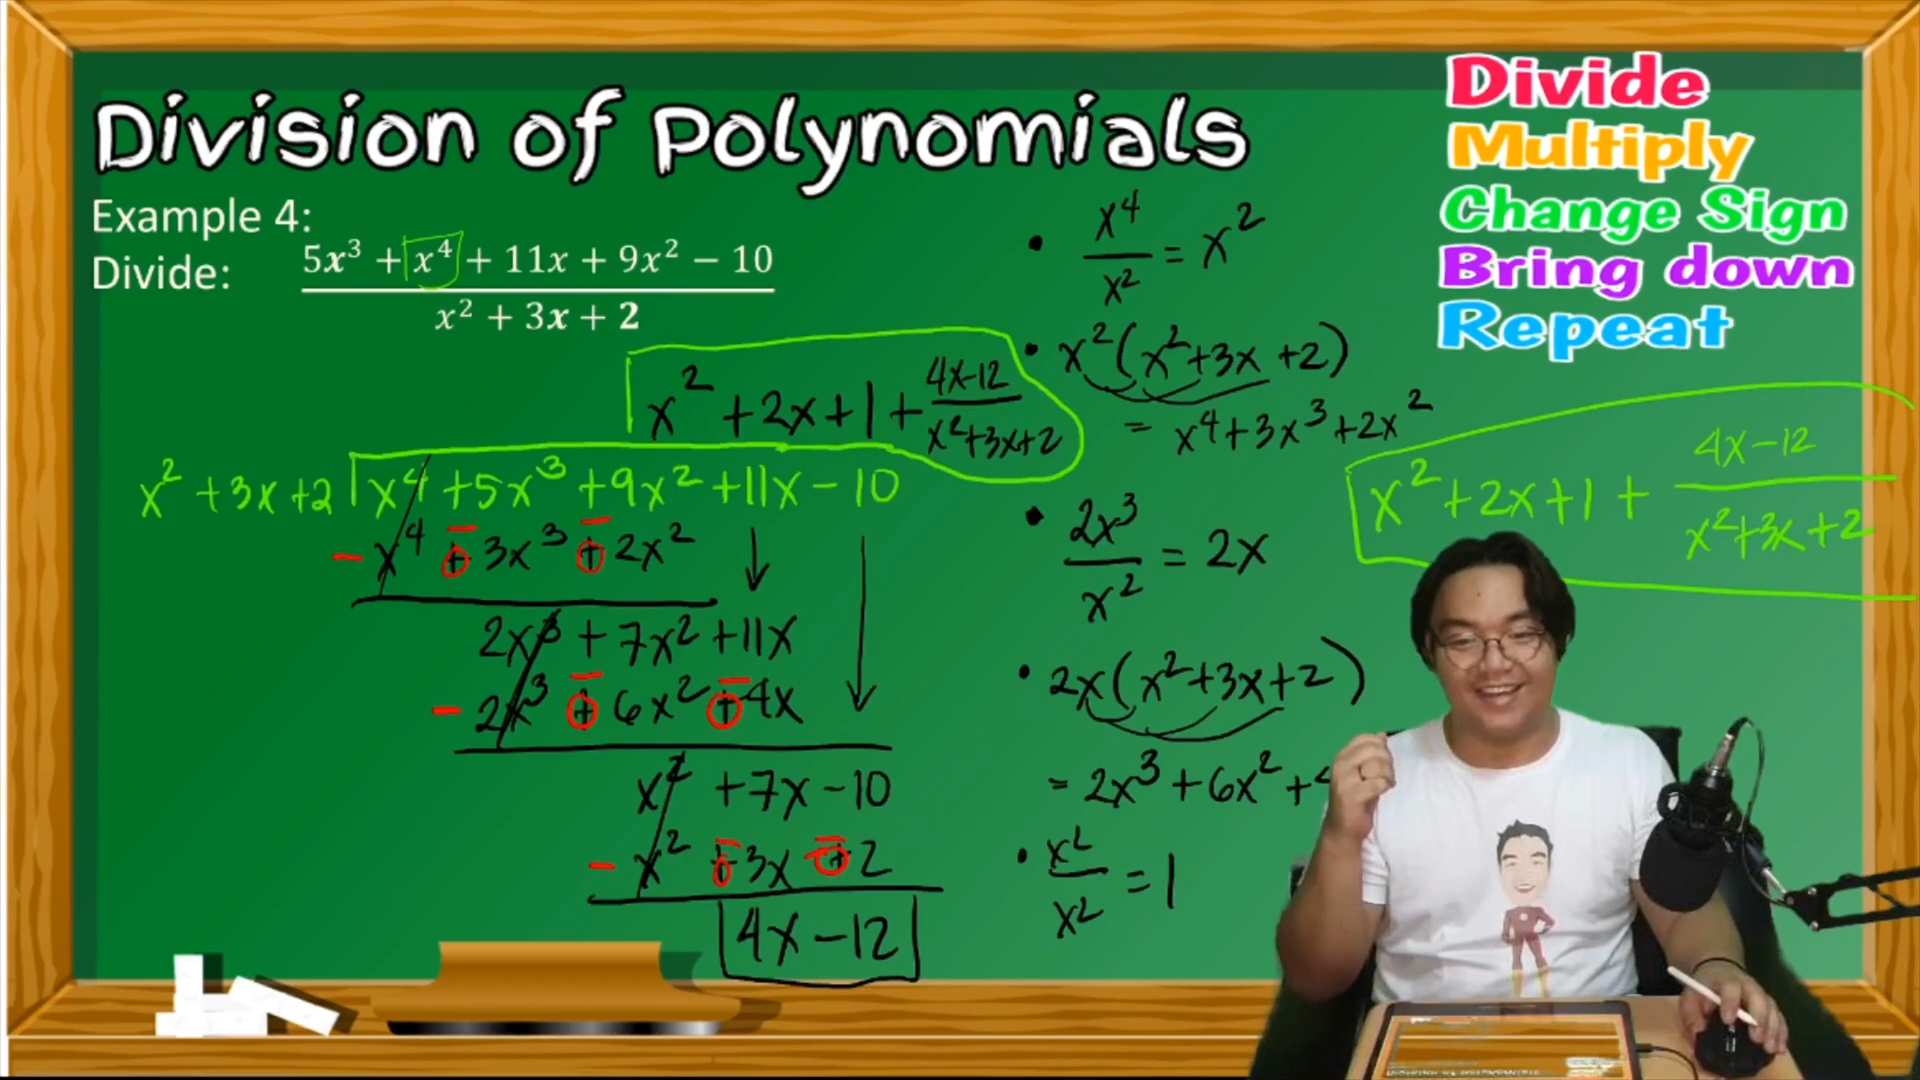 Division of Polynomials
Example 4:
Divide:
5x³ + x⁴ + 11x + 9x² − 10
x² + 3x + 2
x² + 2x + 1 + 4x-12
x²+3x+2
x² + 3x + 2 x⁴ + 5x³ + 9x² + 11x − 10
− x⁴ + 3x³ + 2x²
2x³ + 7x² + 11x
− 2x³ + 6x² + 4x
x² + 7x − 10
− x² + 3x + 2
4x − 12
• x⁴
x² = x²
• x²(x² + 3x + 2)
= x⁴ + 3x³ + 2x²
• 2x³
x² = 2x
• 2x(x² + 3x + 2)
= 2x³ + 6x² +
• x²
x² = 1
Divide
Multiply
Change Sign
Bring down
Repeat
x² + 2x + 1 + 4x − 12
x² + 3x + 2